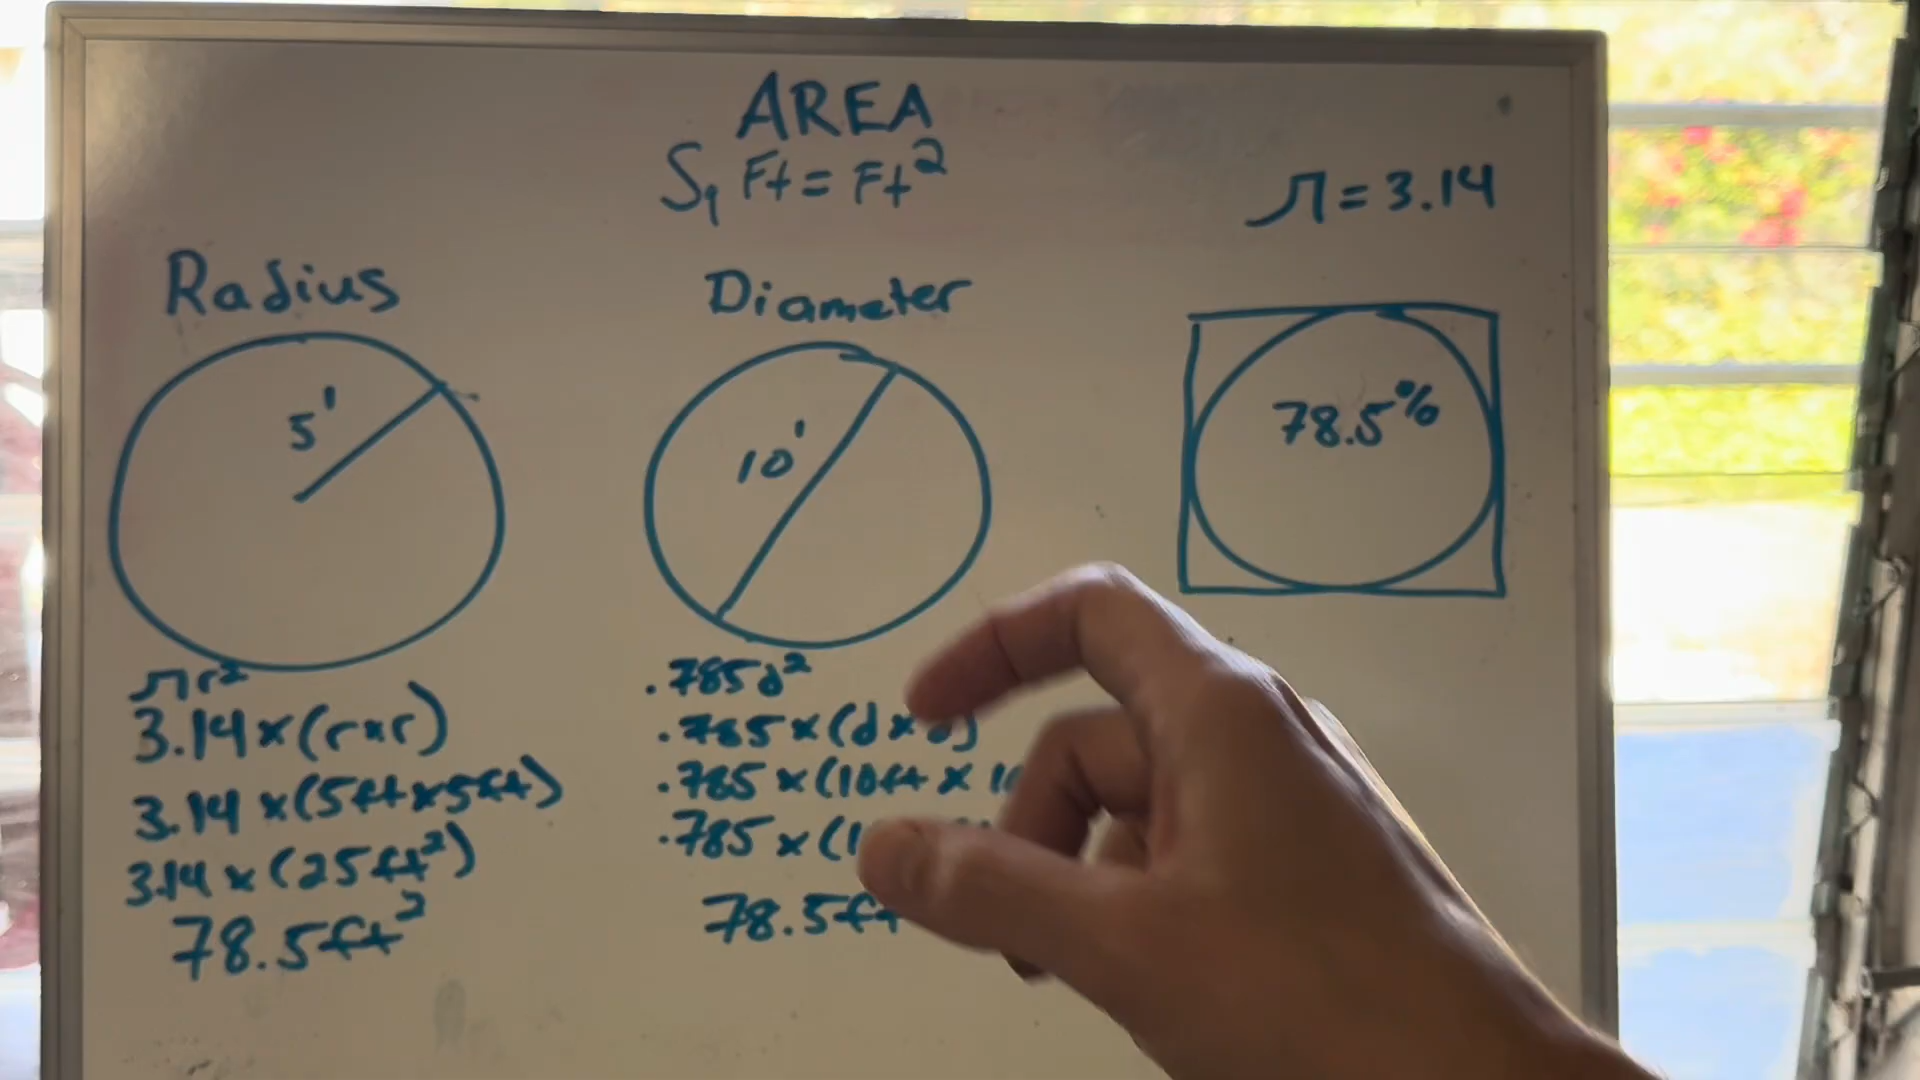 AREA
Sq Ft = Ft²
π = 3.14
Radius
5'
πr²
3.14 x (r x r)
3.14 x (5ft x 5ft)
3.14 x (25ft²)
78.5ft²
Diameter
10'
.785d²
.785 x (d x
.785 x (10ft x
.785 x (
78.5ft
78.5%